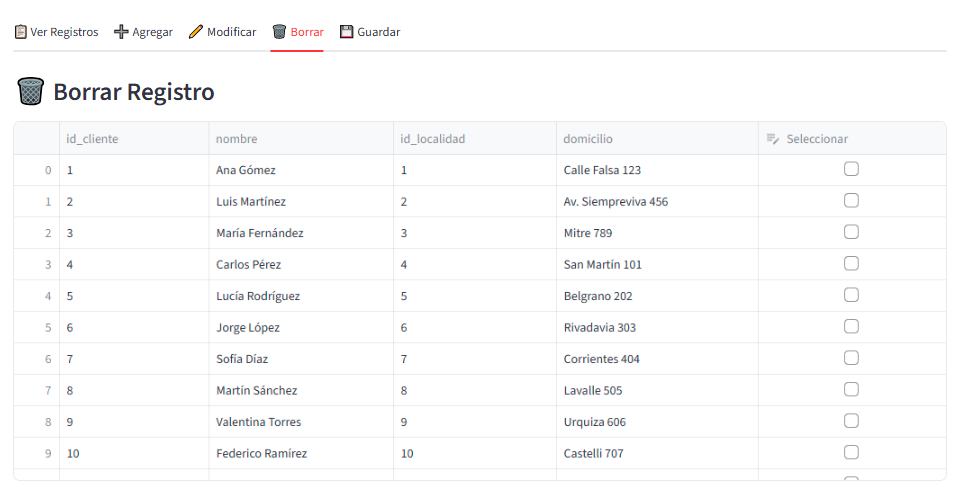 Ver Registros Agregar Modificar Borrar Guardar
Borrar Registro
id_cliente nombre id_localidad domicilio Seleccionar
0 1 Ana Gómez 1 Calle Falsa 123
1 2 Luis Martínez 2 Av. Siempreviva 456
2 3 María Fernández 3 Mitre 789
3 4 Carlos Pérez 4 San Martín 101
4 5 Lucía Rodríguez 5 Belgrano 202
5 6 Jorge López 6 Rivadavia 303
6 7 Sofía Díaz 7 Corrientes 404
7 8 Martín Sánchez 8 Lavalle 505
8 9 Valentina Torres 9 Urquiza 606
9 10 Federico Ramírez 10 Castelli 707